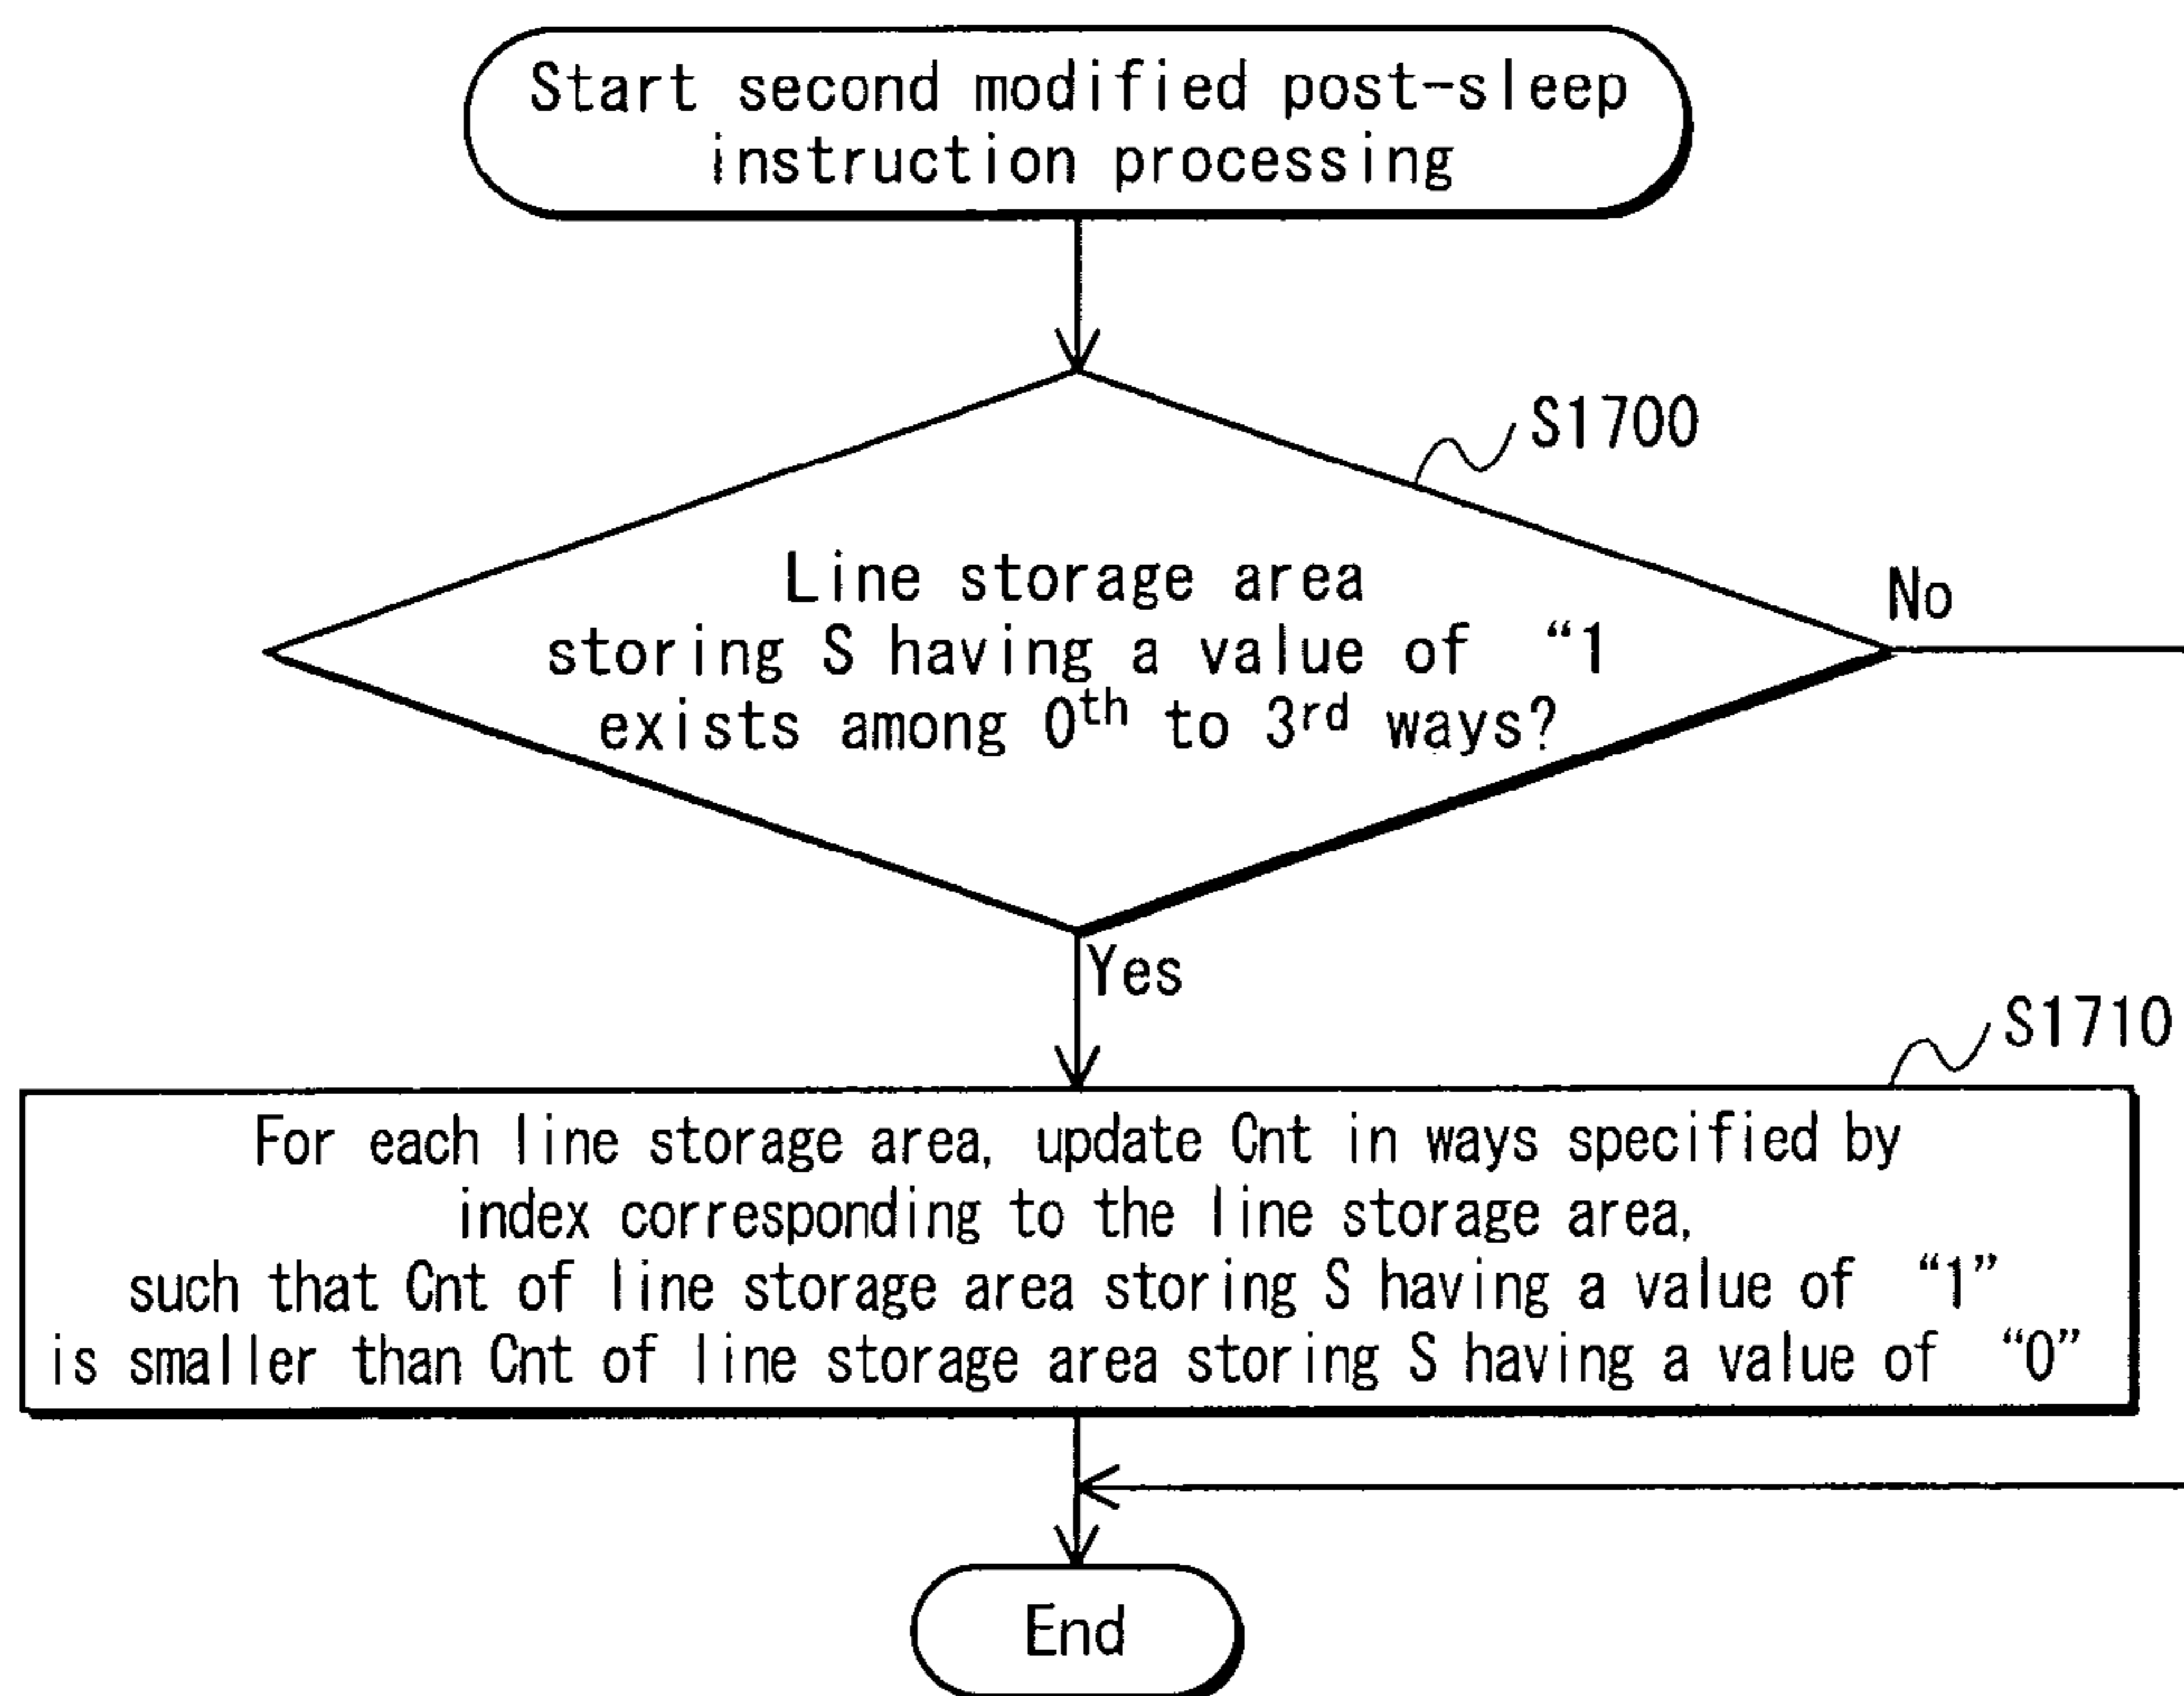 Start second modified post-sleep
instruction processing
S1700
Line storage area
storing S having a value of “1
exists among 0th to 3rd ways?
No
Yes
S1710
For each line storage area, update Cnt in ways specified by
index corresponding to the line storage area,
such that Cnt of line storage area storing S having a value of “1”
is smaller than Cnt of line storage area storing S having a value of “0”
End